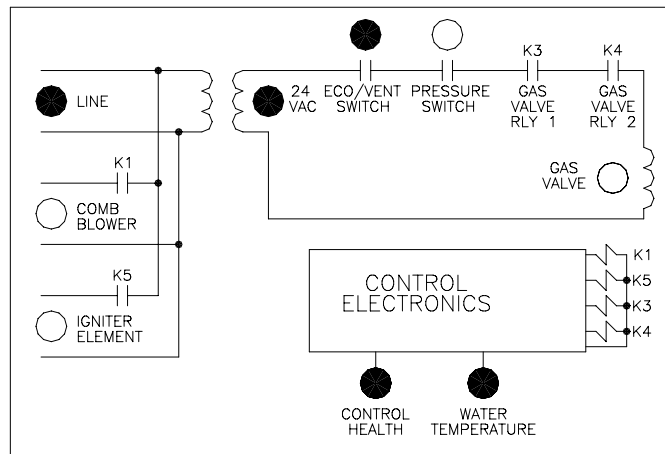 K3
K4
LINE
24
VAC
ECO/VENT
SWITCH
PRESSURE
SWITCH
GAS
VALVE
RLY 1
GAS
VALVE
RLY 2
K1
GAS
VALVE
COMB
BLOWER
K5
IGNITER
ELEMENT
CONTROL
ELECTRONICS
K1
K5
K3
K4
CONTROL
HEALTH
WATER
TEMPERATURE